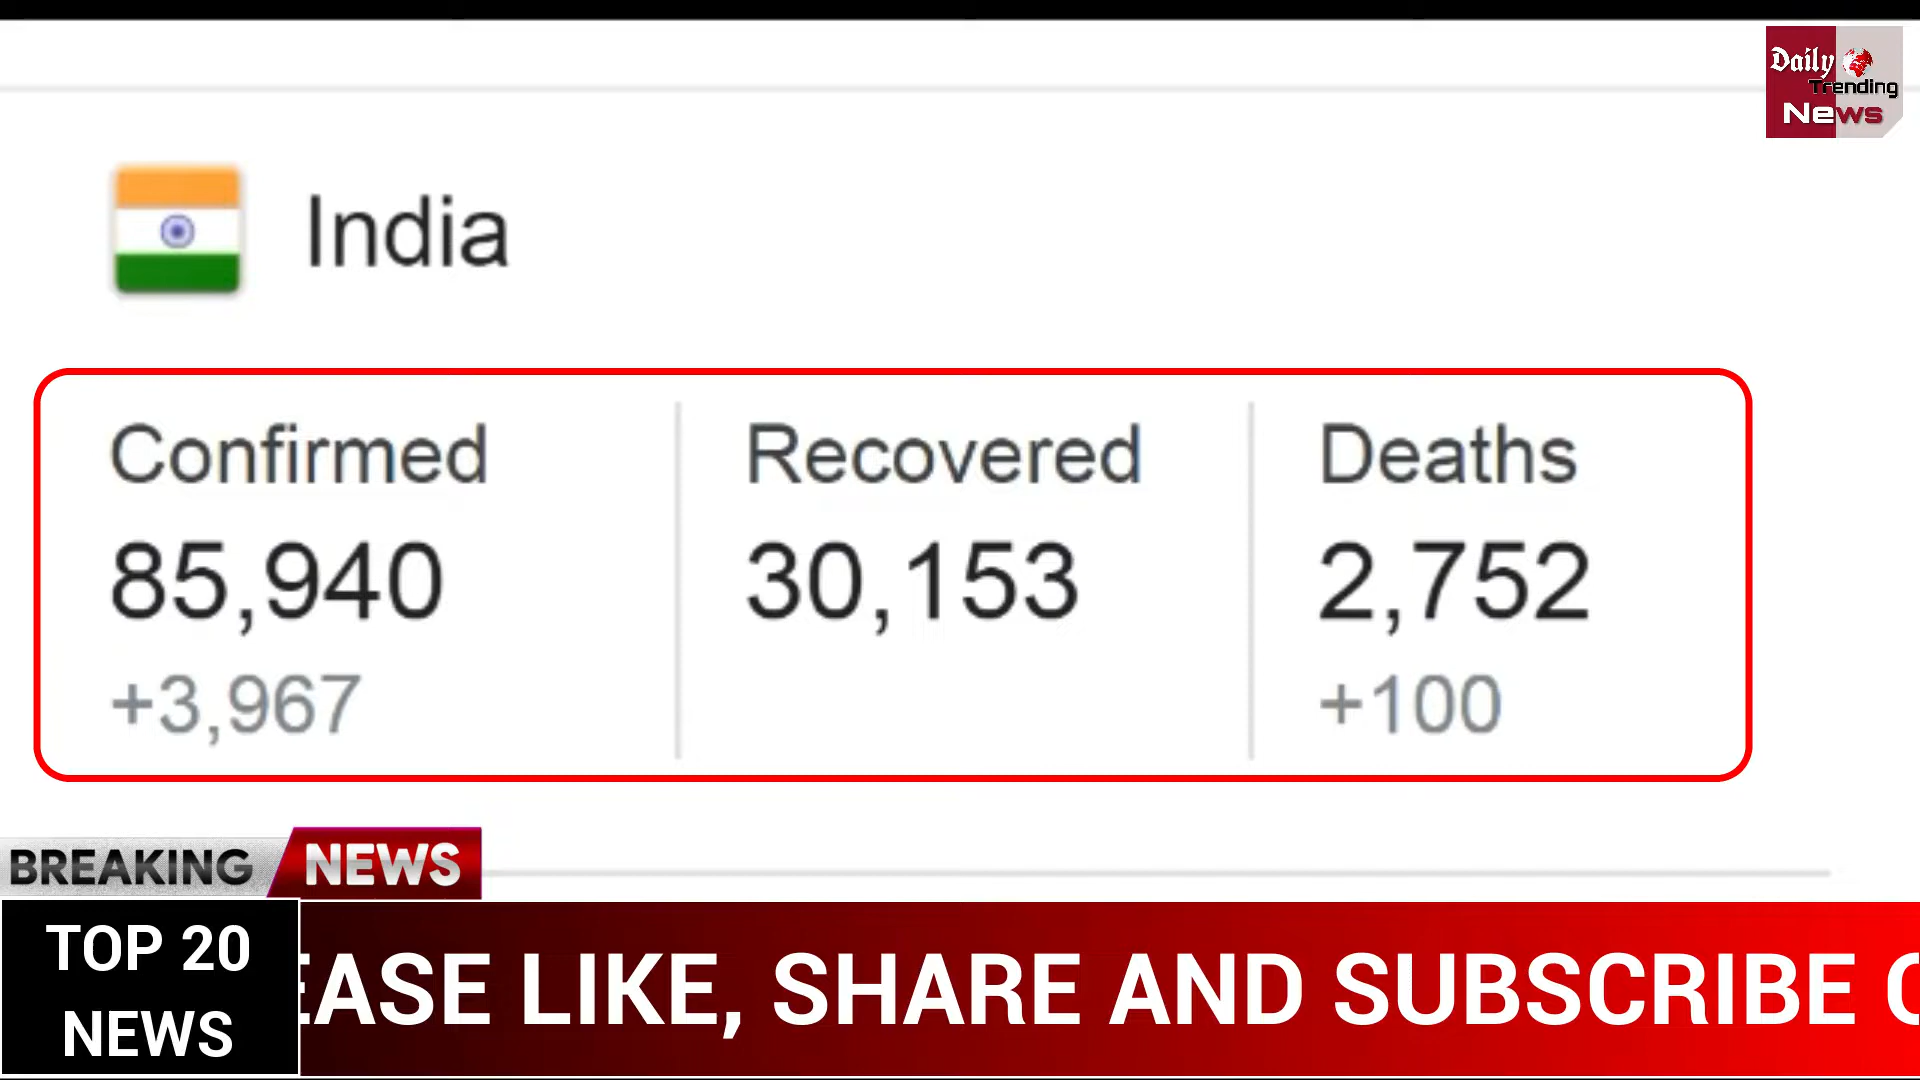 Daily
Trending
News
India
Confirmed Recovered Deaths
85,940 30,153 2,752
+3,967 +100
BREAKING NEWS
TOP 20
NEWS
LIKE, SHARE AND SUBSCRIBE